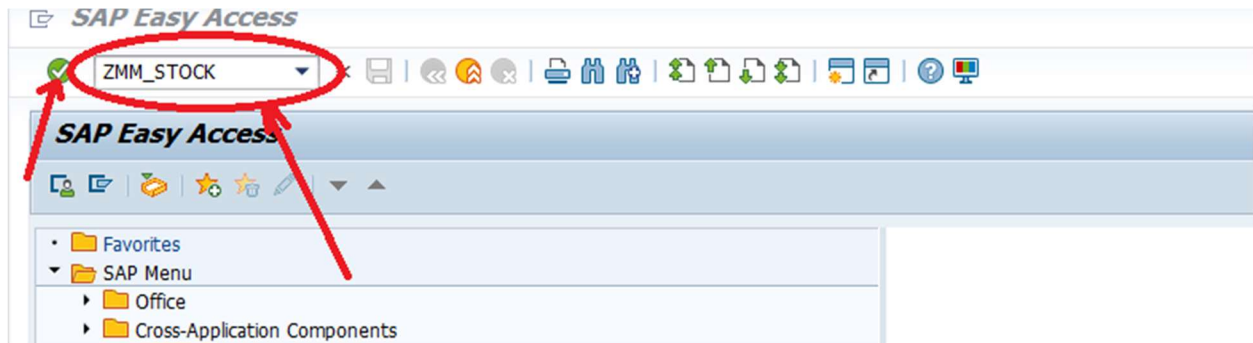 SAP Easy Access
ZMM_STOCK
SAP Easy Access
Favorites
SAP Menu
Office
Cross-Application Components